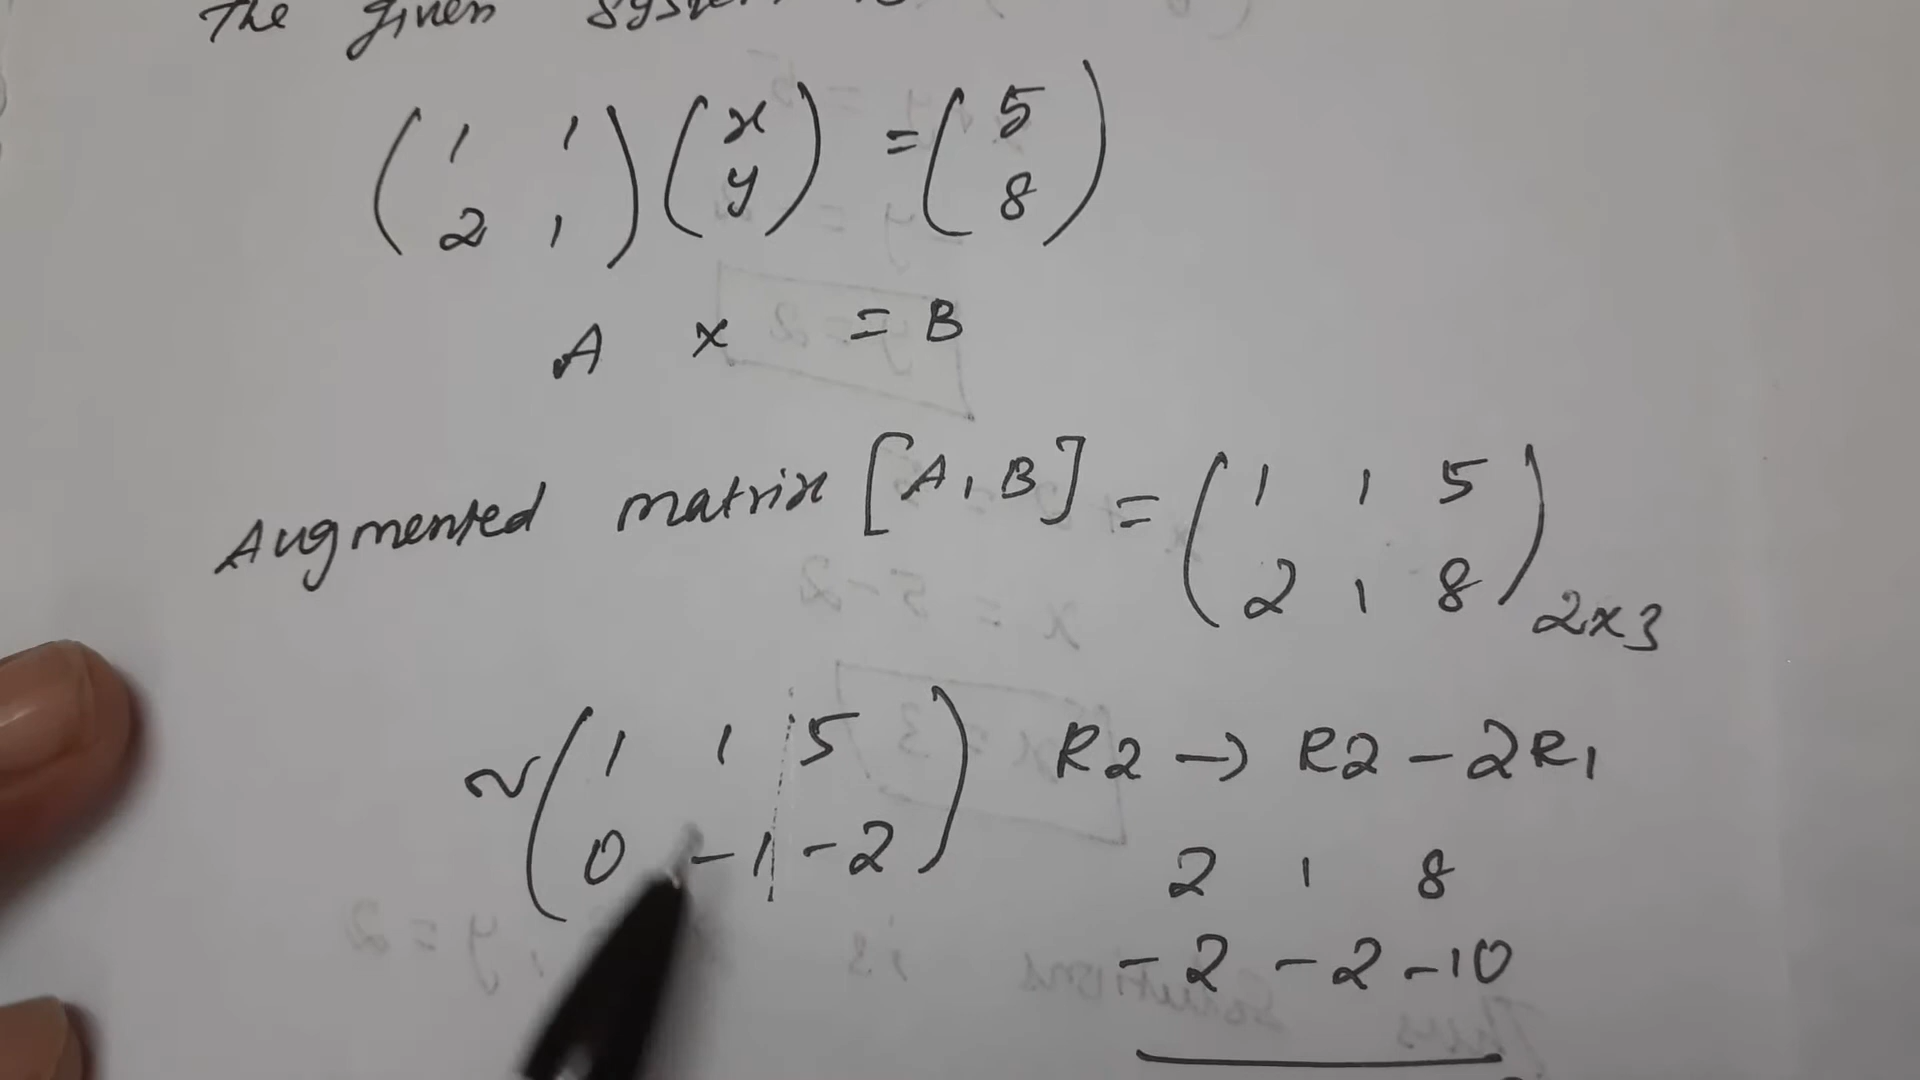 The given system
( 1 1 ) ( x ) = ( 5 )
( 2 1 ) ( y )   ( 8 )
A x = B
Augmented matrix [A, B] = ( 1 1 5 )
( 2 1 8 ) 2x3
~ ( 1 1 5 ) R2 → R2 - 2R1
( 0 -1 -2 )
2 1 8
-2 -2 -10